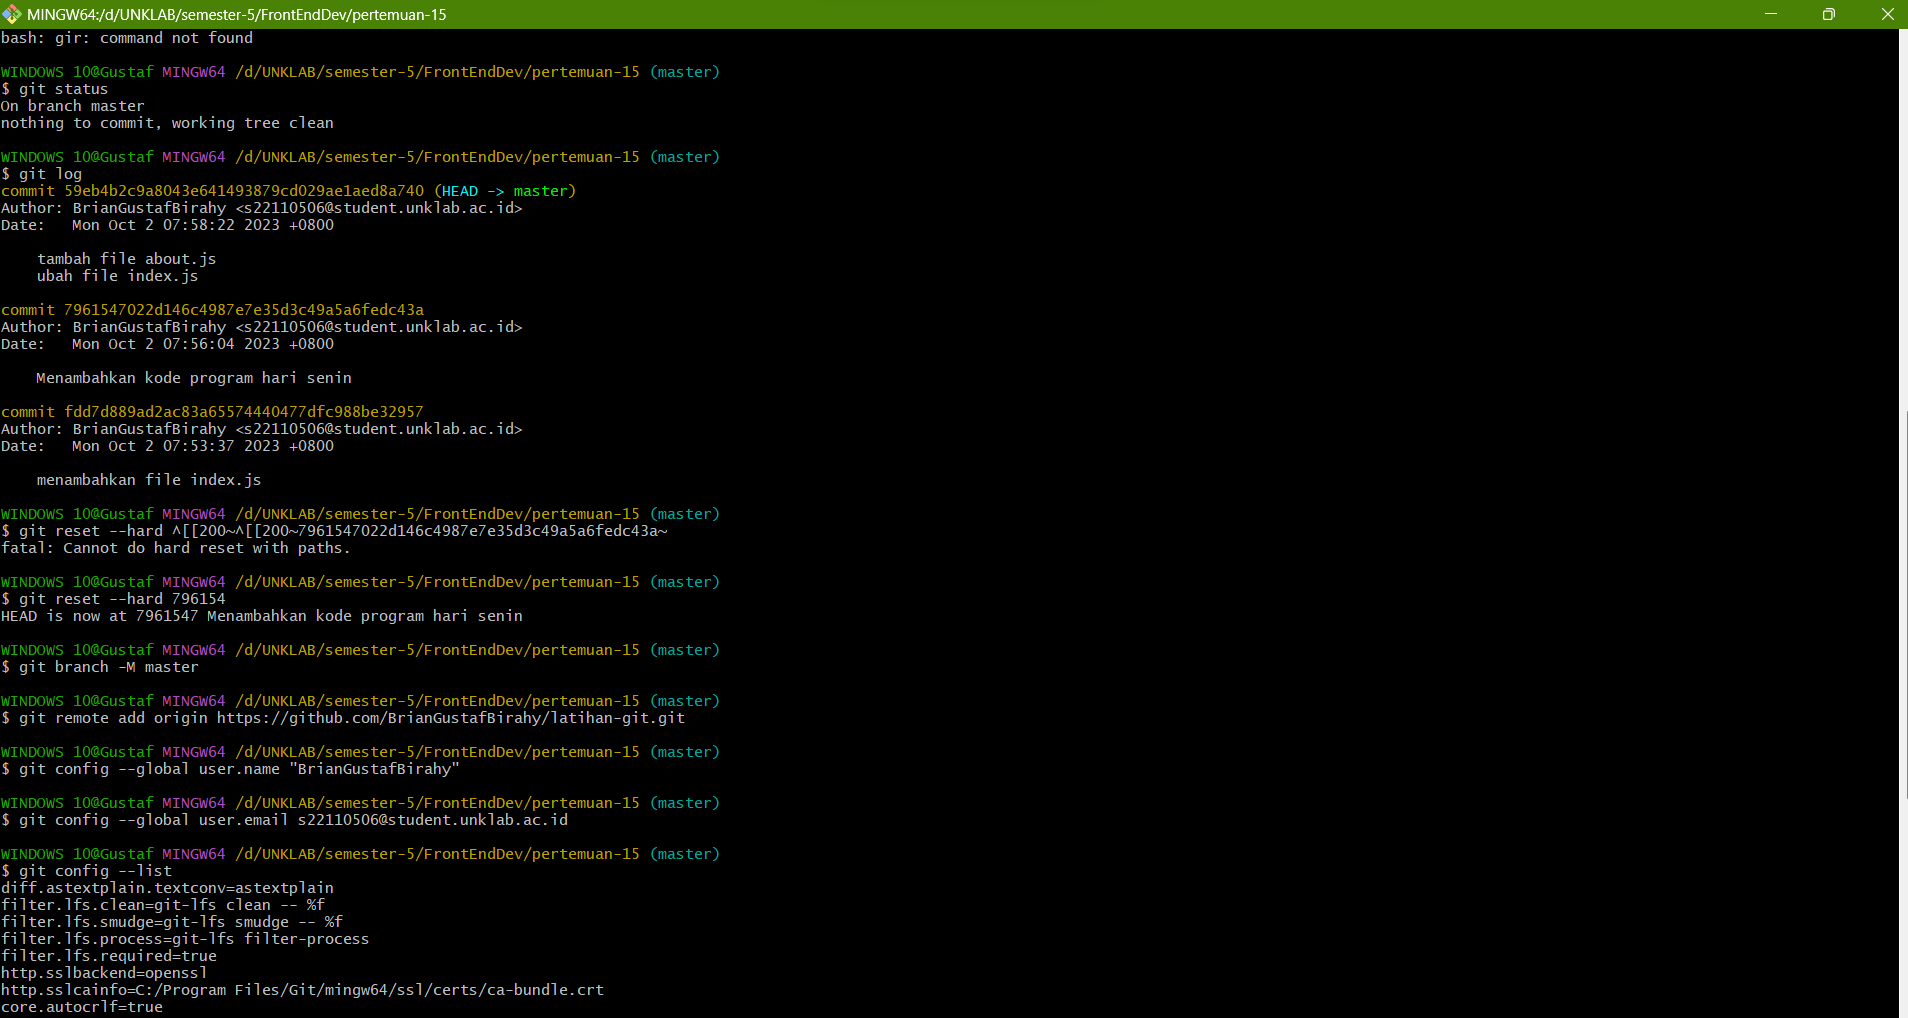 MINGW64:/d/UNKLAB/semester-5/FrontEndDev/pertemuan-15
bash: gir: command not found
WINDOWS 10@Gustaf MINGW64 /d/UNKLAB/semester-5/FrontEndDev/pertemuan-15 (master)
$ git status
On branch master
nothing to commit, working tree clean
WINDOWS 10@Gustaf MINGW64 /d/UNKLAB/semester-5/FrontEndDev/pertemuan-15 (master)
$ git log
commit 59eb4b2c9a8043e641493879cd029ae1aed8a740 (HEAD -> master)
Author: BrianGustafBirahy <s22110506@student.unklab.ac.id>
Date:   Mon Oct 2 07:58:22 2023 +0800
    tambah file about.js
    ubah file index.js
commit 7961547022d146c4987e7e35d3c49a5a6fedc43a
Author: BrianGustafBirahy <s22110506@student.unklab.ac.id>
Date:   Mon Oct 2 07:56:04 2023 +0800
    Menambahkan kode program hari senin
commit fdd7d889ad2ac83a65574440477dfc988be32957
Author: BrianGustafBirahy <s22110506@student.unklab.ac.id>
Date:   Mon Oct 2 07:53:37 2023 +0800
    menambahkan file index.js
WINDOWS 10@Gustaf MINGW64 /d/UNKLAB/semester-5/FrontEndDev/pertemuan-15 (master)
$ git reset --hard ^[[200~^[[200~7961547022d146c4987e7e35d3c49a5a6fedc43a~
fatal: Cannot do hard reset with paths.
WINDOWS 10@Gustaf MINGW64 /d/UNKLAB/semester-5/FrontEndDev/pertemuan-15 (master)
$ git reset --hard 796154
HEAD is now at 7961547 Menambahkan kode program hari senin
WINDOWS 10@Gustaf MINGW64 /d/UNKLAB/semester-5/FrontEndDev/pertemuan-15 (master)
$ git branch -M master
WINDOWS 10@Gustaf MINGW64 /d/UNKLAB/semester-5/FrontEndDev/pertemuan-15 (master)
$ git remote add origin https://github.com/BrianGustafBirahy/latihan-git.git
WINDOWS 10@Gustaf MINGW64 /d/UNKLAB/semester-5/FrontEndDev/pertemuan-15 (master)
$ git config --global user.name "BrianGustafBirahy"
WINDOWS 10@Gustaf MINGW64 /d/UNKLAB/semester-5/FrontEndDev/pertemuan-15 (master)
$ git config --global user.email s22110506@student.unklab.ac.id
WINDOWS 10@Gustaf MINGW64 /d/UNKLAB/semester-5/FrontEndDev/pertemuan-15 (master)
$ git config --list
diff.astextplain.textconv=astextplain
filter.lfs.clean=git-lfs clean -- %f
filter.lfs.smudge=git-lfs smudge -- %f
filter.lfs.process=git-lfs filter-process
filter.lfs.required=true
http.sslbackend=openssl
http.sslcainfo=C:/Program Files/Git/mingw64/ssl/certs/ca-bundle.crt
core.autocrlf=true